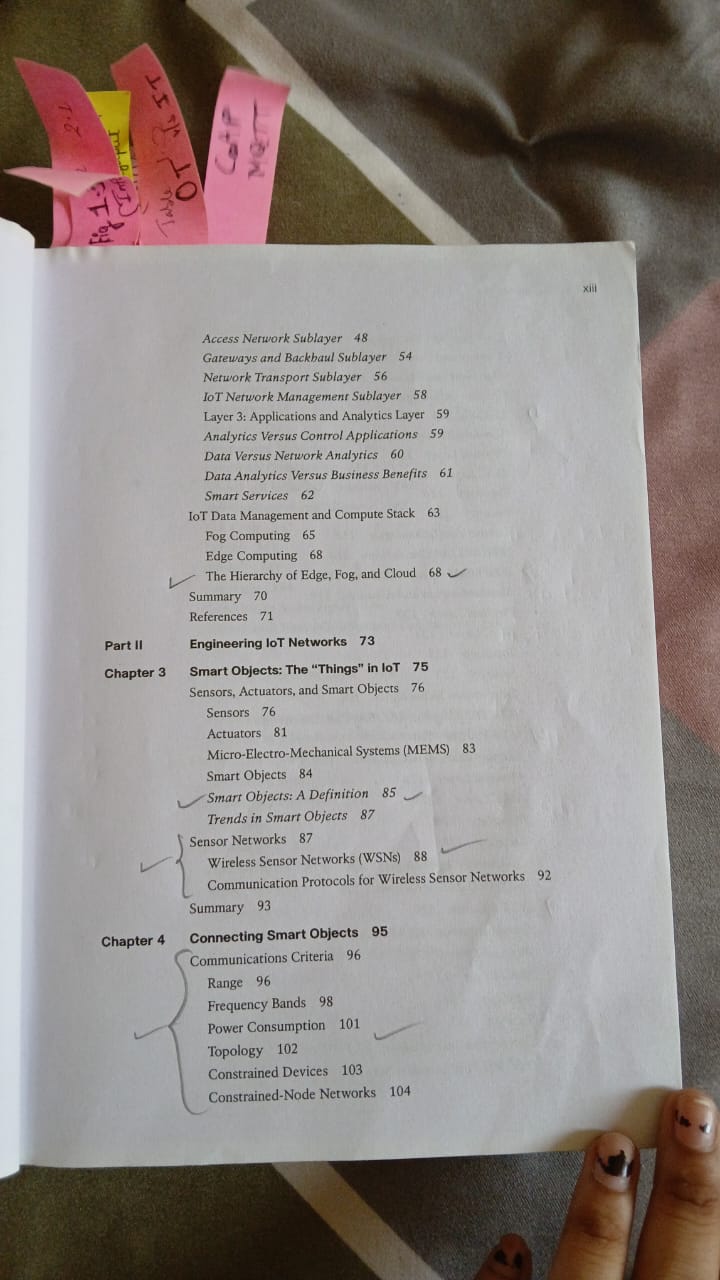 2.1
Fig 1.
Table
OT vs IT
CoAP
MQTT
xiii
Access Network Sublayer 48
Gateways and Backhaul Sublayer 54
Network Transport Sublayer 56
IoT Network Management Sublayer 58
Layer 3: Applications and Analytics Layer 59
Analytics Versus Control Applications 59
Data Versus Network Analytics 60
Data Analytics Versus Business Benefits 61
Smart Services 62
IoT Data Management and Compute Stack 63
Fog Computing 65
Edge Computing 68
The Hierarchy of Edge, Fog, and Cloud 68
Summary 70
References 71
Part II Engineering IoT Networks 73
Chapter 3 Smart Objects: The “Things” in IoT 75
Sensors, Actuators, and Smart Objects 76
Sensors 76
Actuators 81
Micro-Electro-Mechanical Systems (MEMS) 83
Smart Objects 84
Smart Objects: A Definition 85
Trends in Smart Objects 87
Sensor Networks 87
Wireless Sensor Networks (WSNs) 88
Communication Protocols for Wireless Sensor Networks 92
Summary 93
Chapter 4 Connecting Smart Objects 95
Communications Criteria 96
Range 96
Frequency Bands 98
Power Consumption 101
Topology 102
Constrained Devices 103
Constrained-Node Networks 104